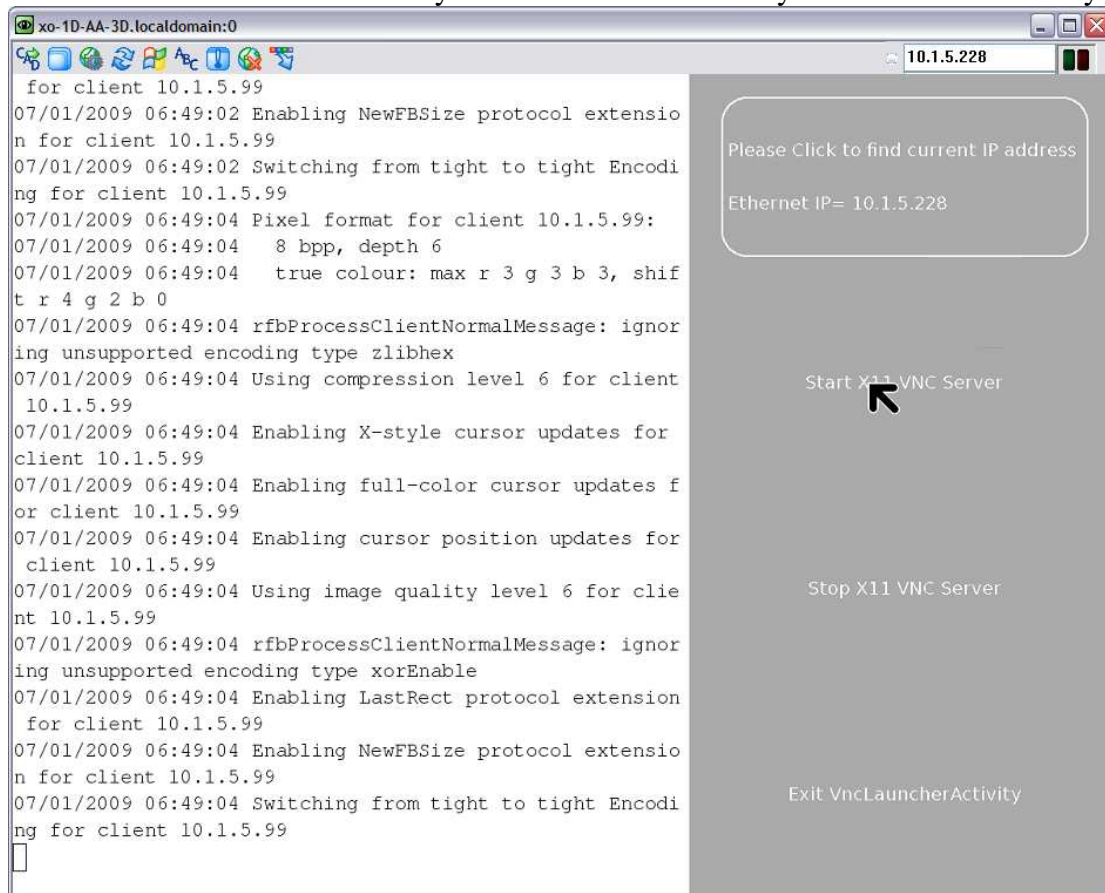 xo-1D-AA-3D.localdomain:0
10.1.5.228
for client 10.1.5.99
07/01/2009 06:49:02 Enabling NewFBSize protocol extensio
n for client 10.1.5.99
07/01/2009 06:49:02 Switching from tight to tight Encodi
ng for client 10.1.5.99
07/01/2009 06:49:04 Pixel format for client 10.1.5.99:
07/01/2009 06:49:04   8 bpp, depth 6
07/01/2009 06:49:04   true colour: max r 3 g 3 b 3, shif
t r 4 g 2 b 0
07/01/2009 06:49:04 rfbProcessClientNormalMessage: ignor
ing unsupported encoding type zlibhex
07/01/2009 06:49:04 Using compression level 6 for client
10.1.5.99
07/01/2009 06:49:04 Enabling X-style cursor updates for
client 10.1.5.99
07/01/2009 06:49:04 Enabling full-color cursor updates f
or client 10.1.5.99
07/01/2009 06:49:04 Enabling cursor position updates for
client 10.1.5.99
07/01/2009 06:49:04 Using image quality level 6 for clie
nt 10.1.5.99
07/01/2009 06:49:04 rfbProcessClientNormalMessage: ignor
ing unsupported encoding type xorEnable
07/01/2009 06:49:04 Enabling LastRect protocol extension
for client 10.1.5.99
07/01/2009 06:49:04 Enabling NewFBSize protocol extensio
n for client 10.1.5.99
07/01/2009 06:49:04 Switching from tight to tight Encodi
ng for client 10.1.5.99
Please Click to find current IP address
Ethernet IP= 10.1.5.228
Start X11 VNC Server
Stop X11 VNC Server
Exit VncLauncherActivity